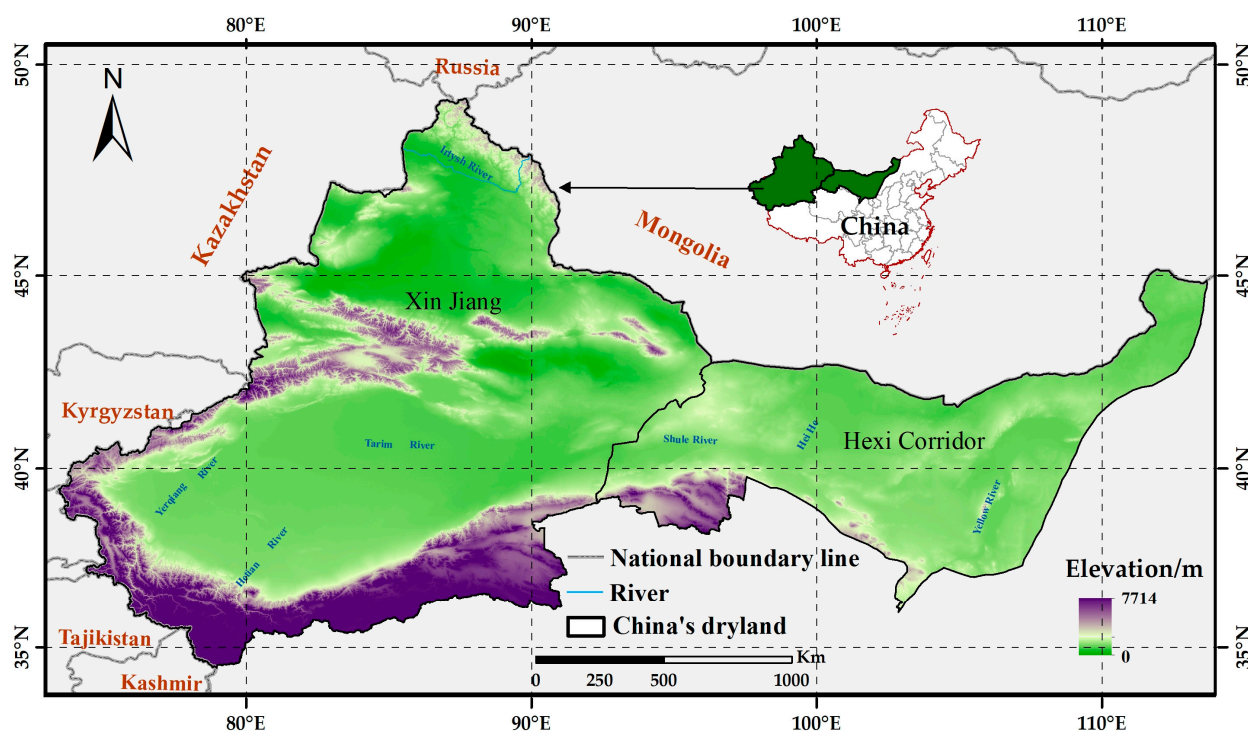 80°E
90°E
100°E
110°E
50°N
50°N
N
Russia
Irtysh River
Kazakhstan
Mongolia
China
45°N
45°N
Xin Jiang
Kyrgyzstan
Tarim River
Shule River
Hei He
Hexi Corridor
40°N
40°N
Yerqiang River
Yellow River
Hotian River
National boundary line
River
China's dryland
Elevation/m
7714
0
Tajikistan
35°N
35°N
Kashmir
Km
0
250
500
1000
80°E
90°E
100°E
110°E